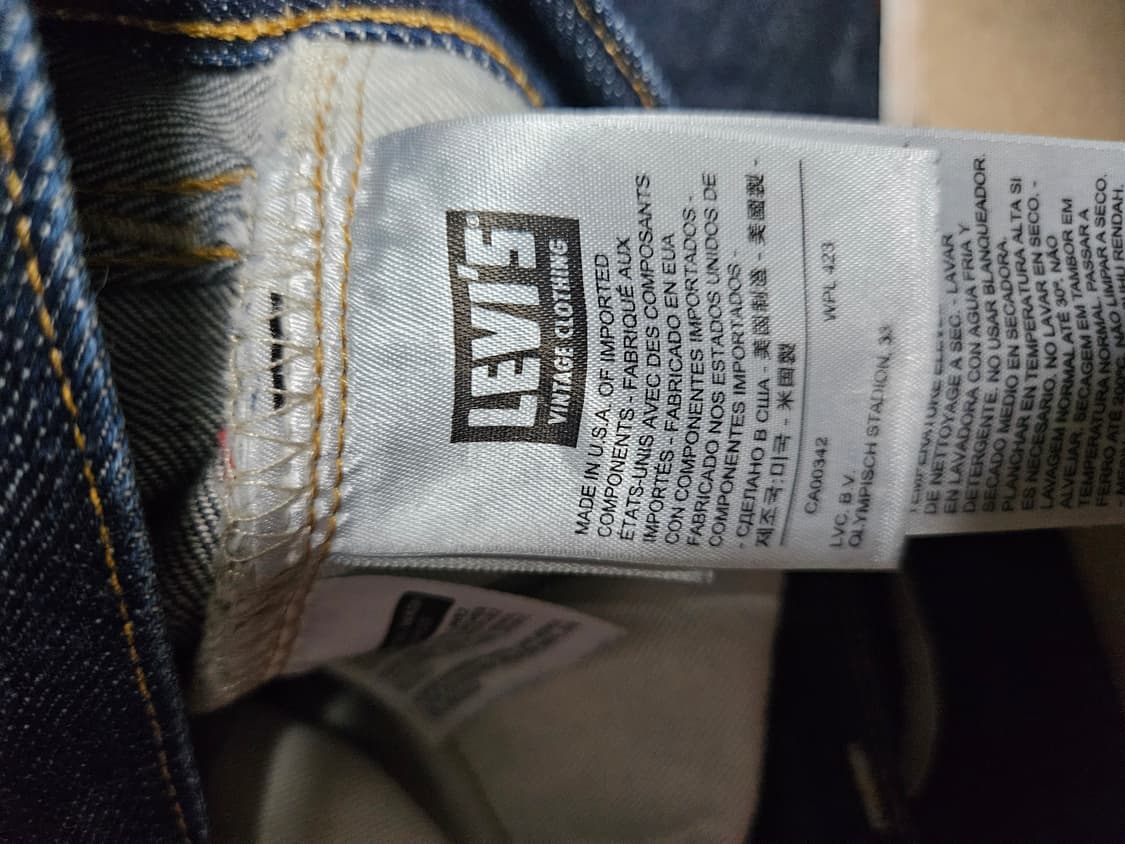 LEVI'S®
VINTAGE CLOTHING
MADE IN U.S.A. OF IMPORTED
COMPONENTS - FABRIQUÉ AUX
ÉTATS-UNIS AVEC DES COMPOSANTS
IMPORTÉS - FABRICADO EN EUA
CON COMPONENTES IMPORTADOS -
FABRICADO NOS ESTADOS UNIDOS DE
COMPONENTES IMPORTADOS -
- СДЕЛАНО В США - 美国制造 - 美國製 -
제조국:미국 - 米国製
CA00342 WPL 423
LVC. B.V.
OLYMPISCH STADION, 33
DE NETTOYAGE A SEC. - LAVAR
EN LAVADORA CON AGUA FRIA Y
DETERGENTE. NO USAR BLANQUEADOR.
SECADO MEDIO EN SECADORA.
PLANCHAR EN TEMPERATURA ALTA SI
ES NECESARIO. NO LAVAR EN SECO. -
LAVAGEM NORMAL ATÉ 30º. NÃO
ALVEJAR. SECAGEM EM TAMBOR EM
TEMPERATURA NORMAL. PASSAR A
FERRO ATÉ 200ºC. NÃO LIMPAR A SECO.